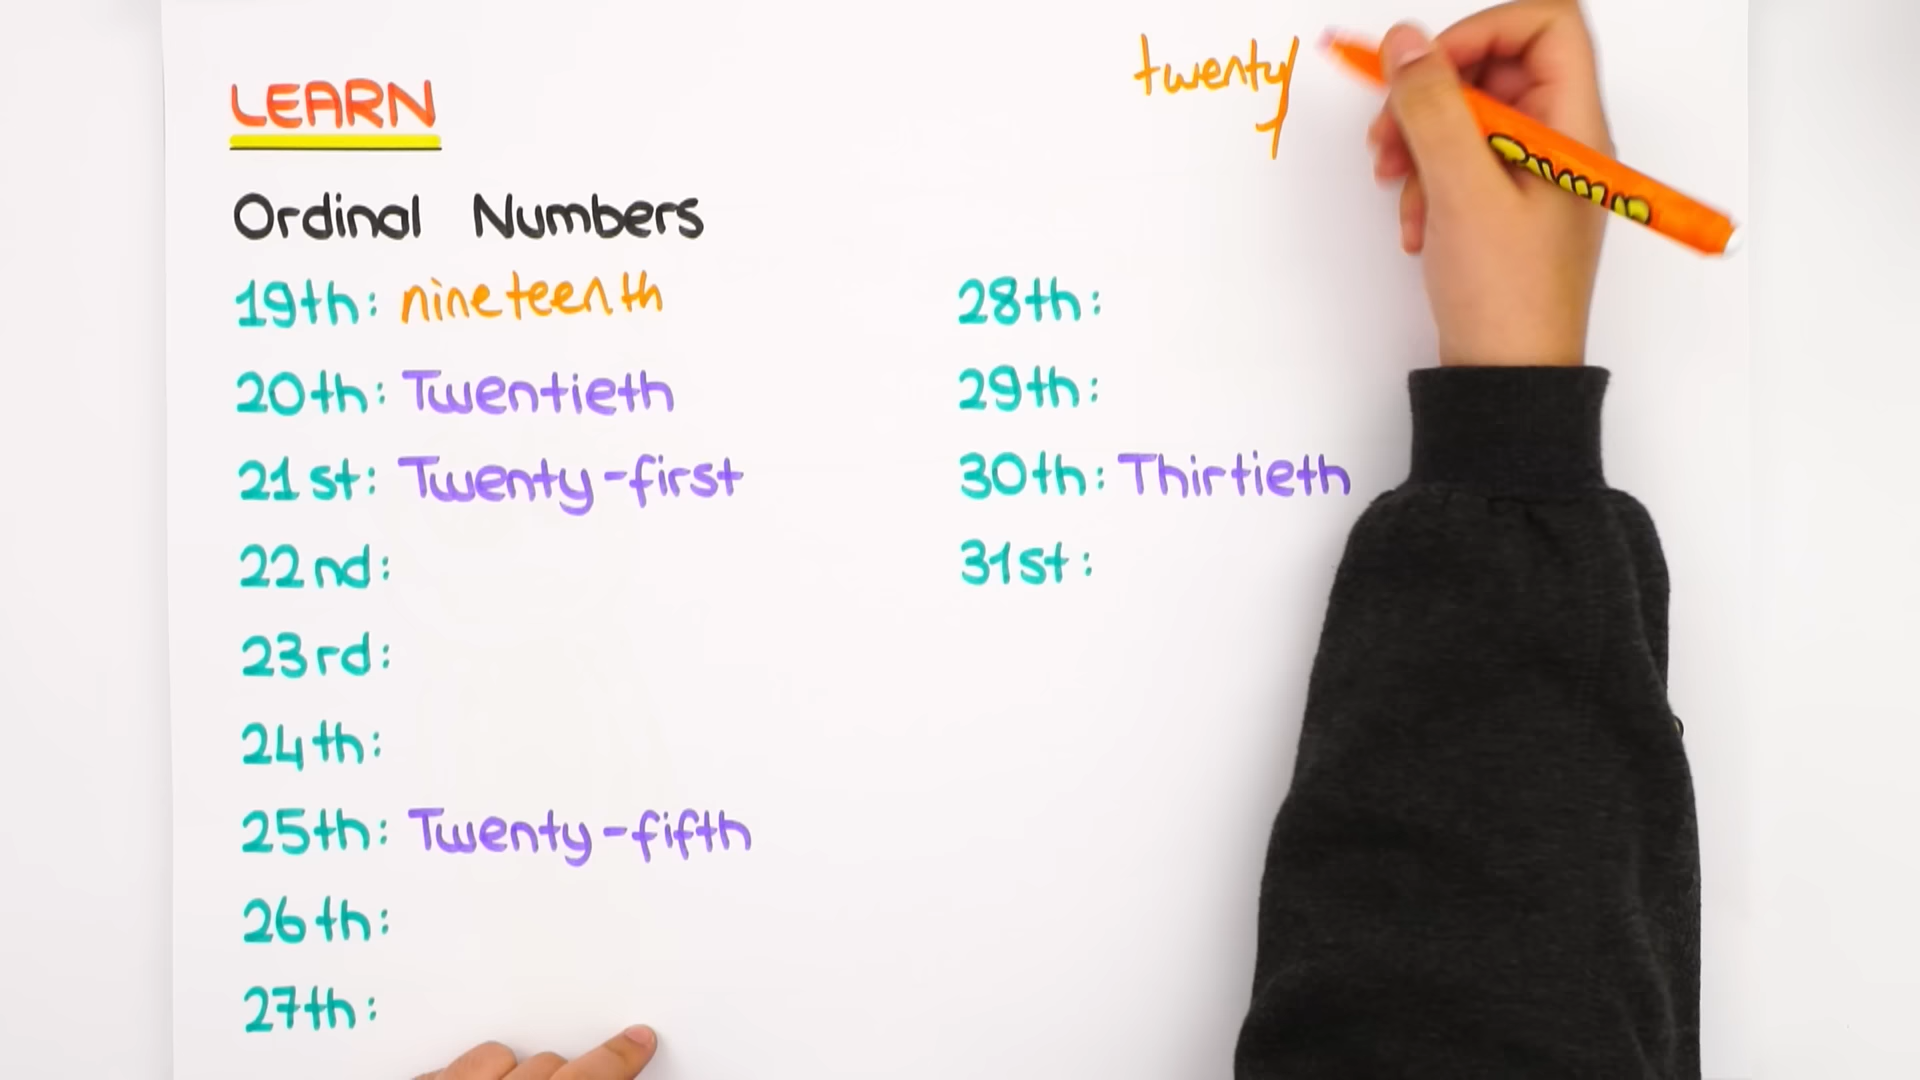 twenty
LEARN
Ordinal Numbers
19th: nineteenth
20th: Twentieth
21st: Twenty-first
22nd:
23rd:
24th:
25th: Twenty-fifth
26th:
27th:
28th:
29th:
30th: Thirtieth
31st: